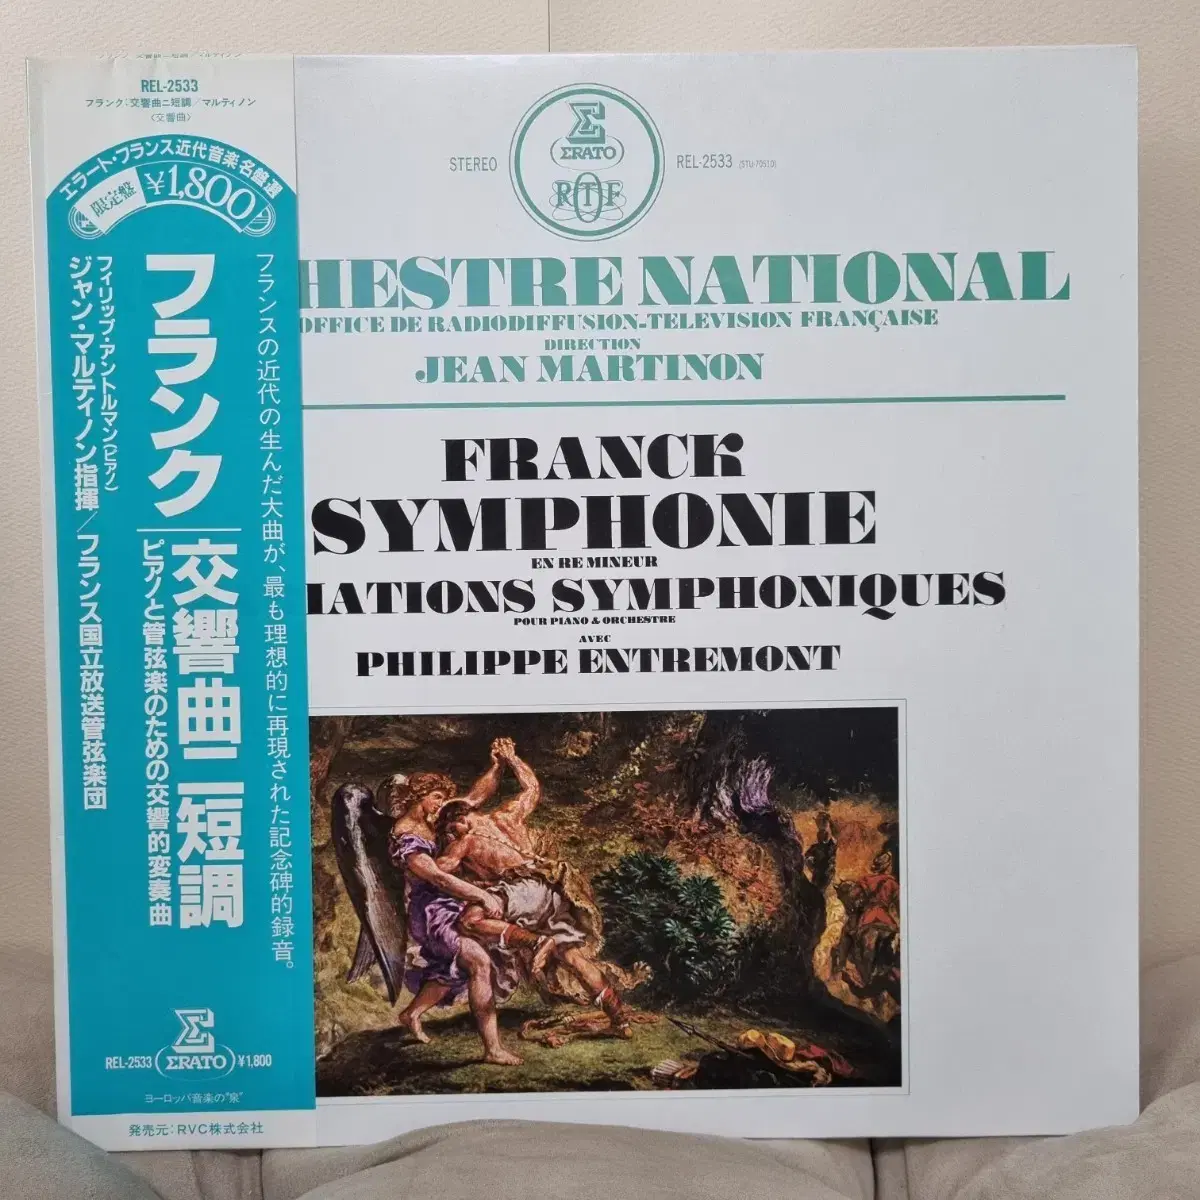 REL-2533
フランク:交響曲ニ短調/マルティノン
〈交響曲〉
エラート・フランス近代音楽名盤選
限定盤
¥1,800
フランスの近代の生んだ大曲が、最も理想的に再現された記念碑的録音。
フランク
交響曲ニ短調
ピアノと管弦楽のための交響的変奏曲
フィリップ・アントルマン(ピアノ)
ジャン・マルティノン指揮/フランス国立放送管弦楽団
Σ
ERATO
REL-2533
¥1,800
ヨーロッパ音楽の"泉"
発売元:RVC株式会社
STEREO
Σ
ΣRATO
RTF
REL-2533 (STU-70510)
HESTRE NATIONAL
OFFICE DE RADIODIFFUSION-TELEVISION FRANÇAISE
DIRECTION
JEAN MARTINON
FRANCK
SYMPHONIE
EN RE MINEUR
IATIONS SYMPHONIQUES
POUR PIANO & ORCHESTRE
AVEC
PHILIPPE ENTREMONT